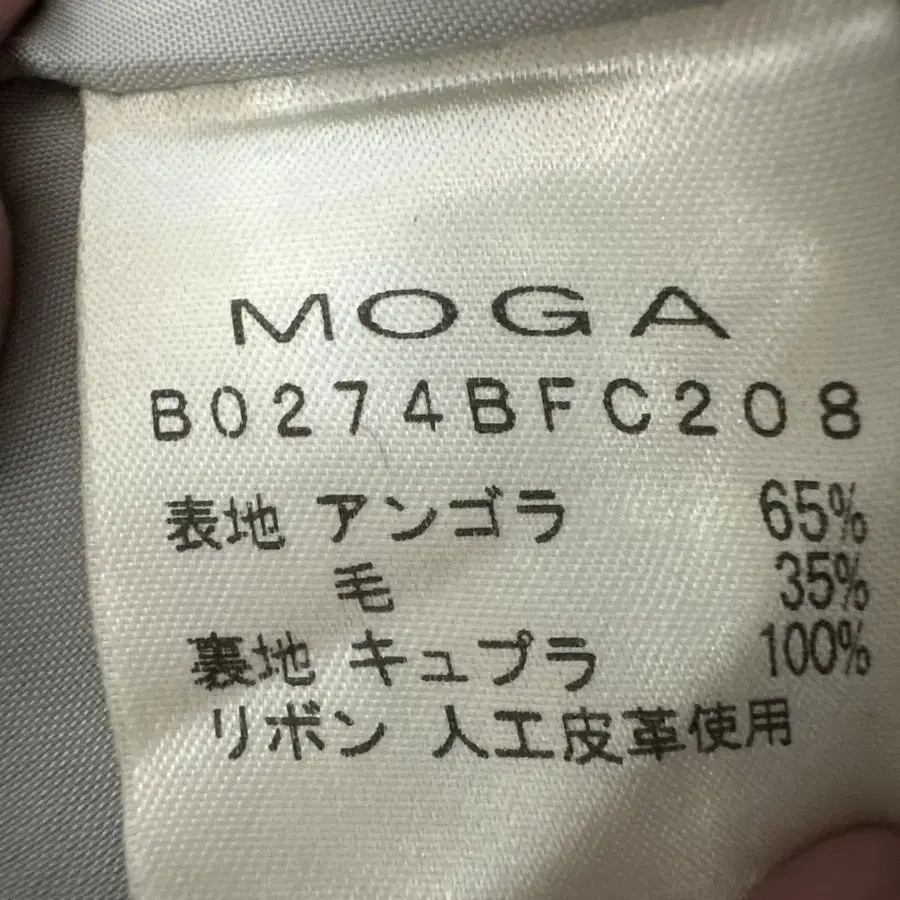 MOGA
B0274BFC208
表地 アンゴラ 65%
毛 35%
裏地 キュプラ 100%
リボン 人工皮革使用